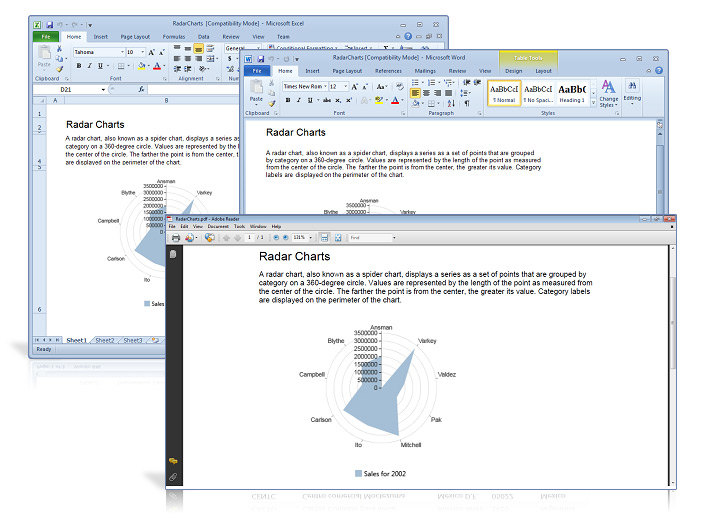 RadarCharts [Compatibility Mode] - Microsoft Excel
File Home Insert Page Layout Formulas Data Review View Team
Tahoma 10
General
Conditional Formatting Insert
Paste
Clipboard Font Alignment
D21
A B
1
2
3
4
5
6
Radar Charts
A radar chart, also known as a spider chart, displays a series as
category on a 360-degree circle. Values are represented by the
the center of the circle. The farther the point is from the center, t
are displayed on the perimeter of the chart.
Ansman
3500000
3000000
2500000
2000000
1500000
1000000
500000
0
Blythe
Varkey
Campbell
Carlson
Ito
Sales
Sheet1 Sheet2 Sheet3
Ready
RadarCharts [Compatibility Mode] - Microsoft Word
Table Tools
File Home Insert Page Layout References Mailings Review View Design Layout
Times New Rom 12
Paste
AaBbCcI AaBbCcI AaBbC
¶ Normal ¶ No Spaci... Heading 1
Change Styles
Editing
Clipboard Font Paragraph Styles
Radar Charts
A radar chart, also known as a spider chart, displays a series as a set of points that are grouped
by category on a 360-degree circle. Values are represented by the length of the point as measured
from the center of the circle. The farther the point is from the center, the greater its value. Category
labels are displayed on the perimeter of the chart.
Ansman
3500000
3000000
Blythe
Varkey
RadarCharts.pdf - Adobe Reader
File Edit View Document Tools Window Help
1 / 1 131% Find
Radar Charts
A radar chart, also known as a spider chart, displays a series as a set of points that are grouped by
category on a 360-degree circle. Values are represented by the length of the point as measured from
the center of the circle. The farther the point is from the center, the greater its value. Category labels
are displayed on the perimeter of the chart.
Ansman
3500000
3000000
2500000
2000000
1500000
1000000
500000
0
Blythe
Varkey
Campbell
Valdez
Carlson
Pak
Ito
Mitchell
Sales for 2002